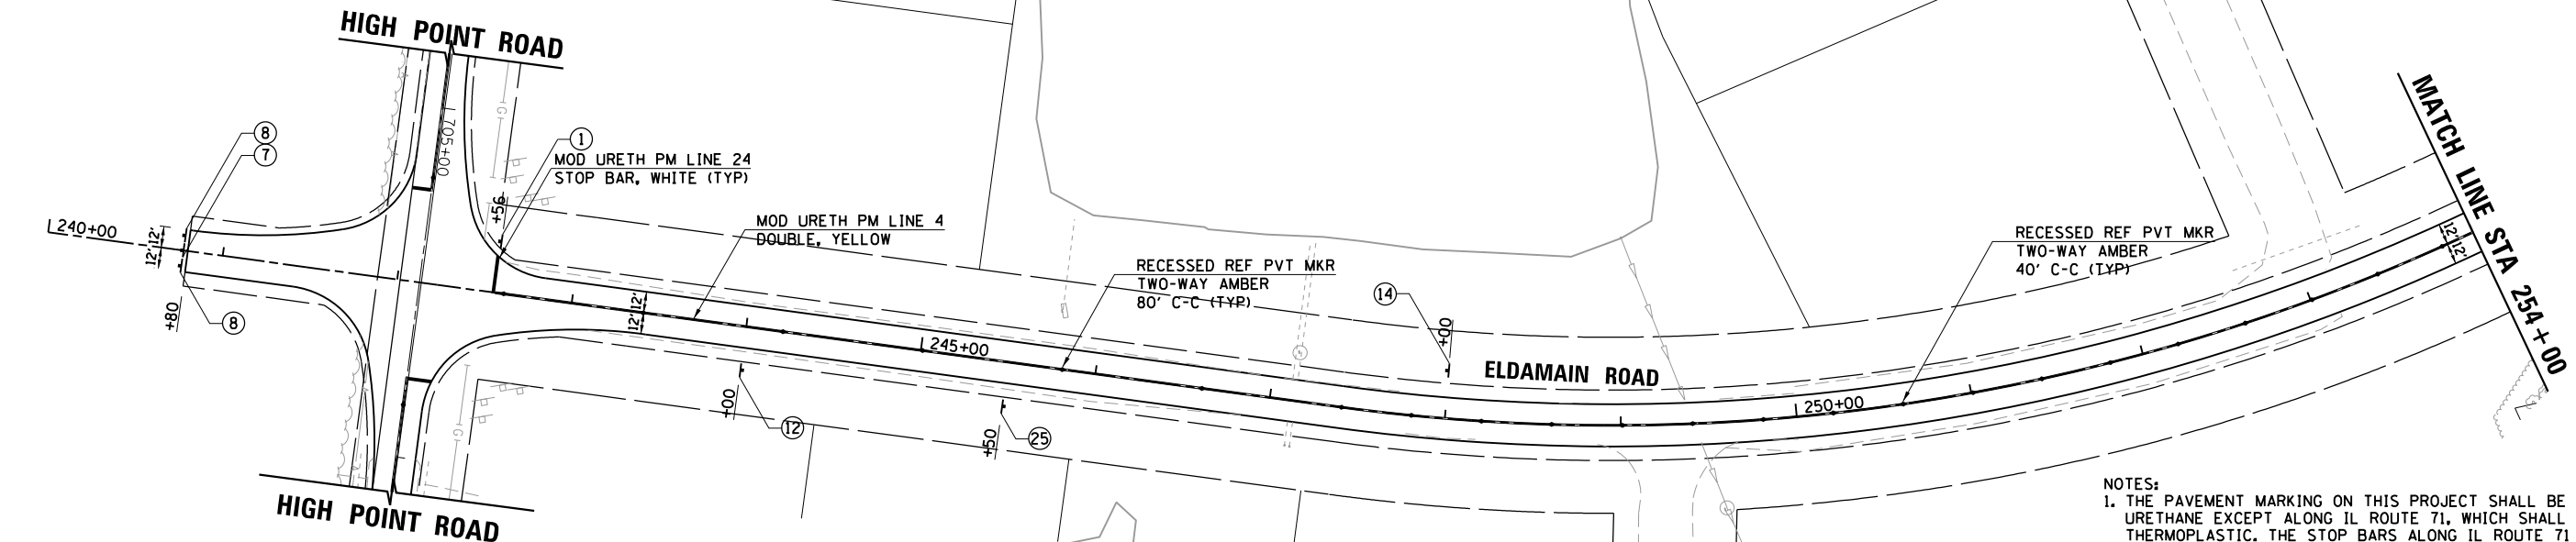 HIGH POINT ROAD
705+00
8
7
1
MOD URETH PM LINE 24
STOP BAR, WHITE (TYP)
+56
240+00
12'
12'
+80
8
MOD URETH PM LINE 4
DOUBLE, YELLOW
12'
12'
RECESSED REF PVT MKR
TWO-WAY AMBER
80' C-C (TYP)
245+00
14
+00
ELDAMAIN ROAD
RECESSED REF PVT MKR
TWO-WAY AMBER
40' C-C (TYP)
250+00
12'
12'
MATCH LINE STA 254+00
+00
12
+50
25
G
G
HIGH POINT ROAD
NOTES:
1. THE PAVEMENT MARKING ON THIS PROJECT SHALL BE
URETHANE EXCEPT ALONG IL ROUTE 71, WHICH SHALL
THERMOPLASTIC. THE STOP BARS ALONG IL ROUTE 71